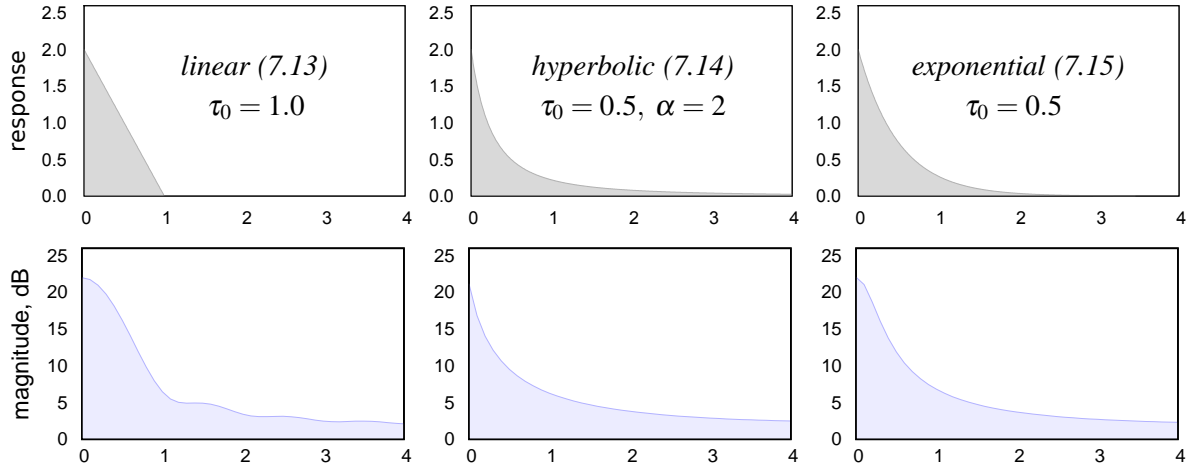 response
2.5
2.0
1.5
1.0
0.5
0.0
0 1 2 3 4
linear (7.13)
τ₀ = 1.0
2.5
2.0
1.5
1.0
0.5
0.0
0 1 2 3 4
hyperbolic (7.14)
τ₀ = 0.5, α = 2
2.5
2.0
1.5
1.0
0.5
0.0
0 1 2 3 4
exponential (7.15)
τ₀ = 0.5
magnitude, dB
25
20
15
10
5
0
0 1 2 3 4
25
20
15
10
5
0
0 1 2 3 4
25
20
15
10
5
0
0 1 2 3 4